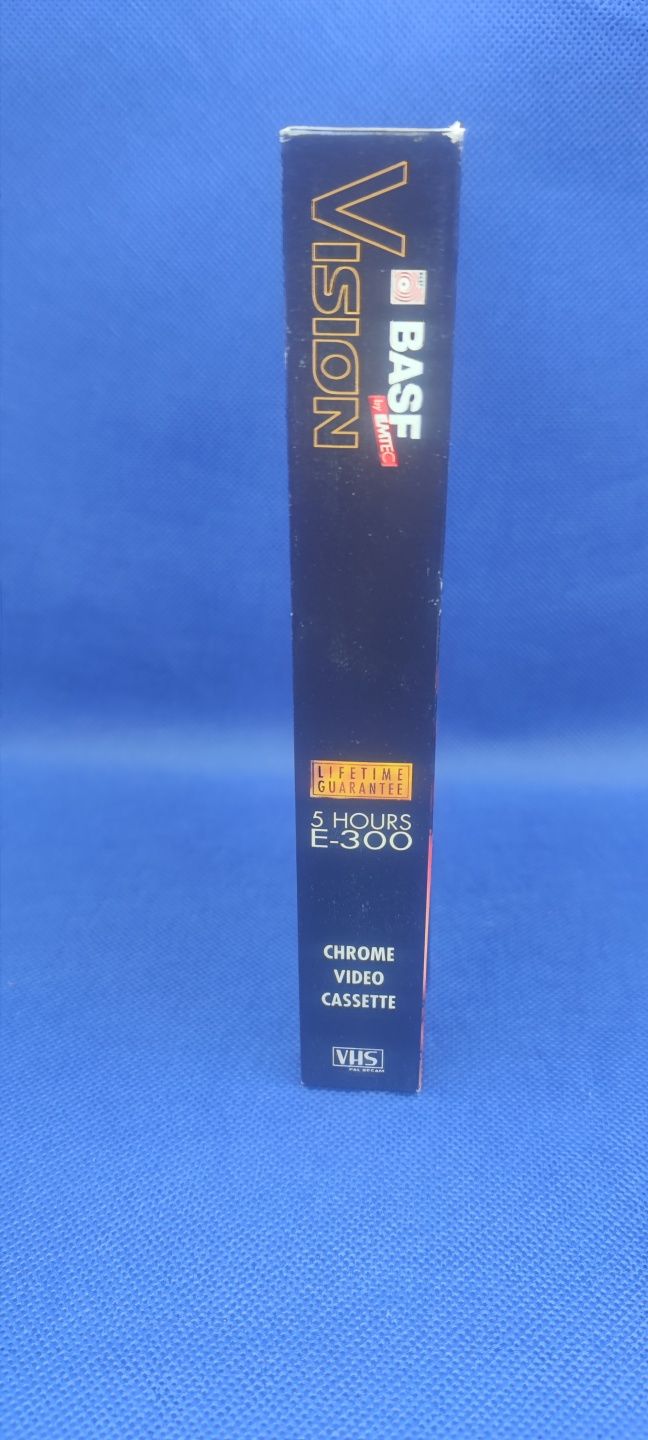 VISION
BASF
by EMTEC
LIFETIME
GUARANTEE
5 HOURS
E-300
CHROME
VIDEO
CASSETTE
VHS
PAL SECAM